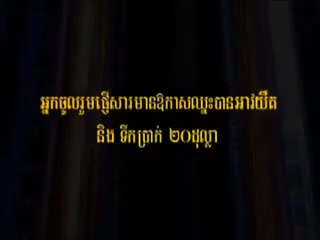 អ្នកចូលរួមផ្ញើសារមានឱកាសឈ្នះបានអាវយឺត
និង ទឹកប្រាក់ ២០ដុល្លា